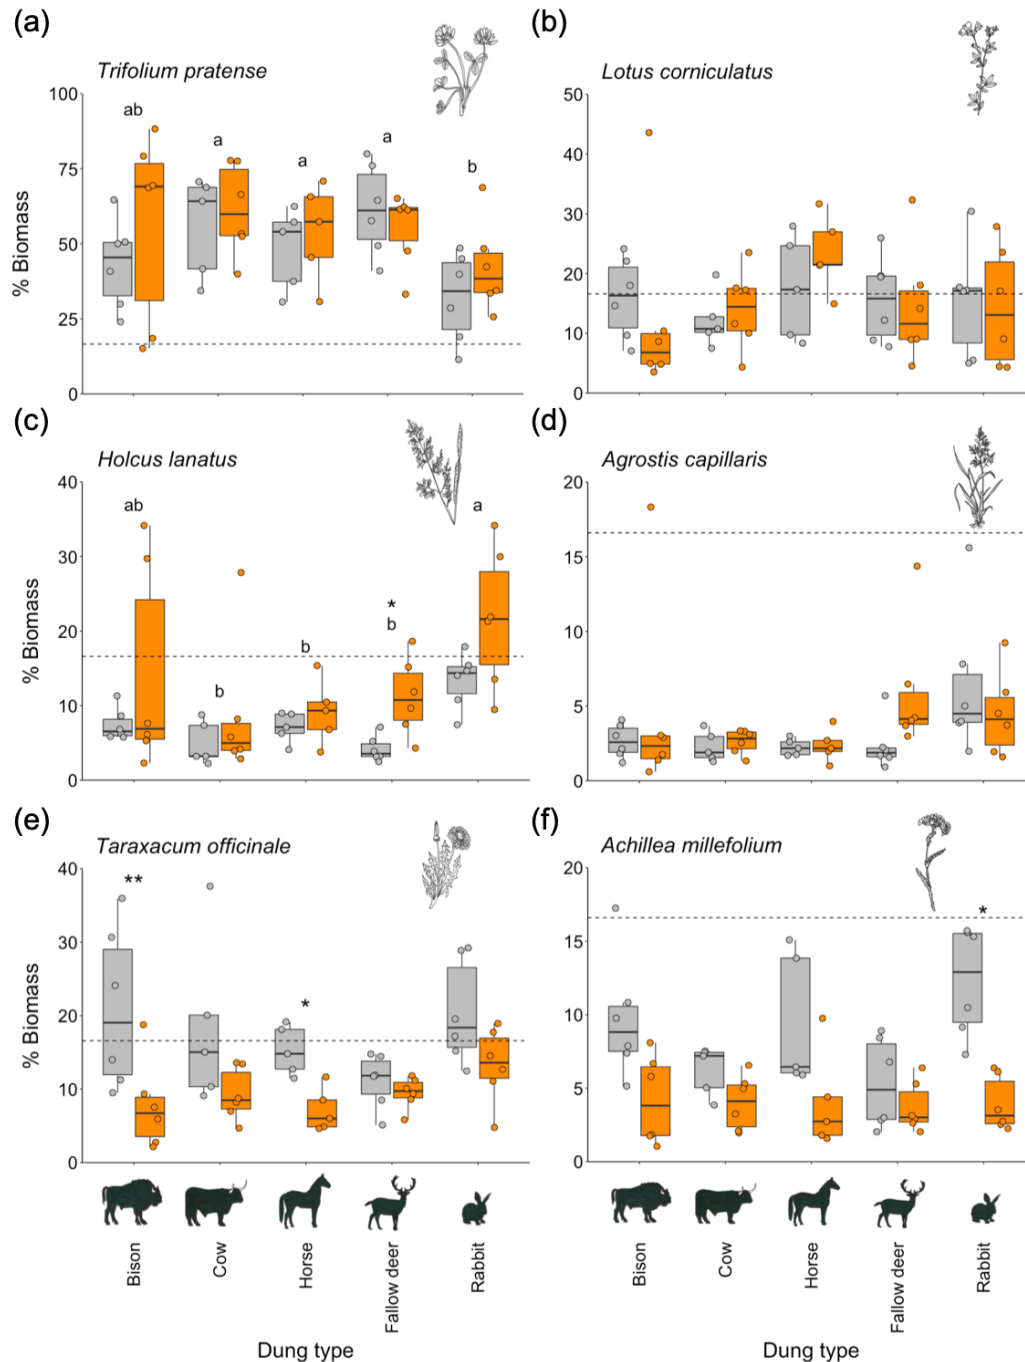 (a)
Trifolium pratense
% Biomass
100
75
50
25
0
ab
a
a
a
b
(b)
Lotus corniculatus
% Biomass
50
40
30
20
10
0
(c)
Holcus lanatus
% Biomass
40
30
20
10
0
ab
b
b
*
b
a
(d)
Agrostis capillaris
% Biomass
20
15
10
5
0
(e)
Taraxacum officinale
% Biomass
40
30
20
10
0
**
*
(f)
Achillea millefolium
% Biomass
20
15
10
5
0
*
Bison
Cow
Horse
Fallow deer
Rabbit
Dung type
Bison
Cow
Horse
Fallow deer
Rabbit
Dung type